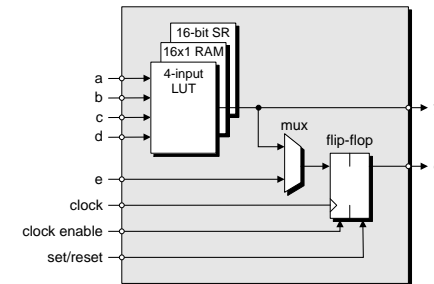 16-bit SR
16x1 RAM
4-input
LUT
a
b
c
d
mux
flip-flop
e
clock
clock enable
set/reset